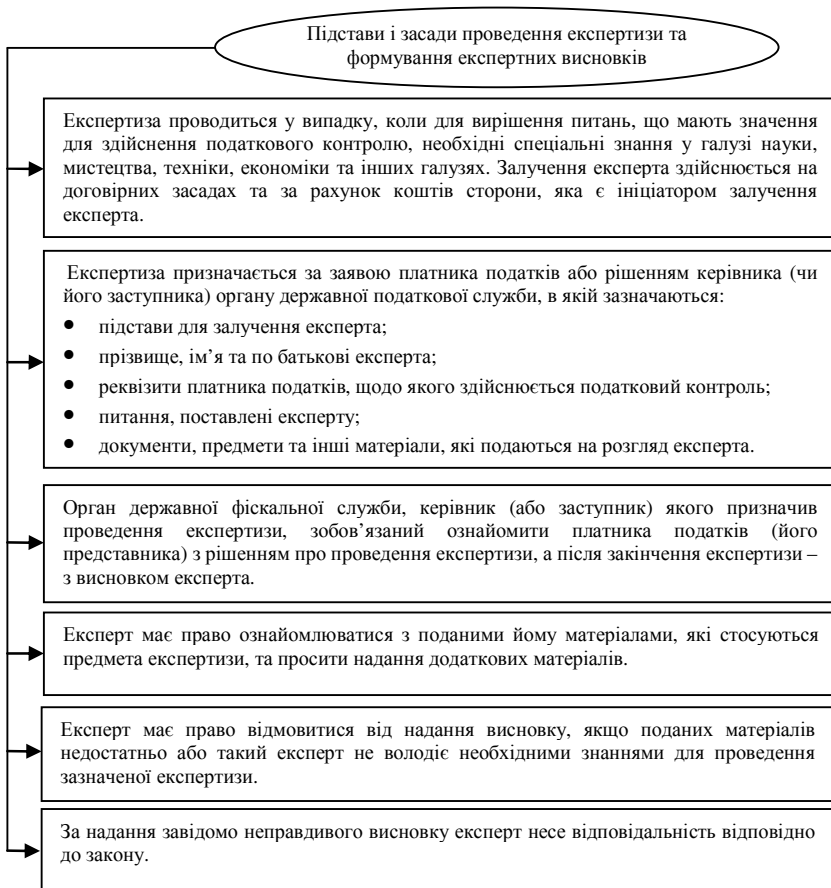 Підстави і засади проведення експертизи та
формування експертних висновків
Експертиза проводиться у випадку, коли для вирішення питань, що мають значення
для здійснення податкового контролю, необхідні спеціальні знання у галузі науки,
мистецтва, техніки, економіки та інших галузях. Залучення експерта здійснюється на
договірних засадах та за рахунок коштів сторони, яка є ініціатором залучення
експерта.
Експертиза призначається за заявою платника податків або рішенням керівника (чи
його заступника) органу державної податкової служби, в якій зазначаються:
• підстави для залучення експерта;
• прізвище, ім’я та по батькові експерта;
• реквізити платника податків, щодо якого здійснюється податковий контроль;
• питання, поставлені експерту;
• документи, предмети та інші матеріали, які подаються на розгляд експерта.
Орган державної фіскальної служби, керівник (або заступник) якого призначив
проведення експертизи, зобов’язаний ознайомити платника податків (його
представника) з рішенням про проведення експертизи, а після закінчення експертизи –
з висновком експерта.
Експерт має право ознайомлюватися з поданими йому матеріалами, які стосуються
предмета експертизи, та просити надання додаткових матеріалів.
Експерт має право відмовитися від надання висновку, якщо поданих матеріалів
недостатньо або такий експерт не володіє необхідними знаннями для проведення
зазначеної експертизи.
За надання завідомо неправдивого висновку експерт несе відповідальність відповідно
до закону.